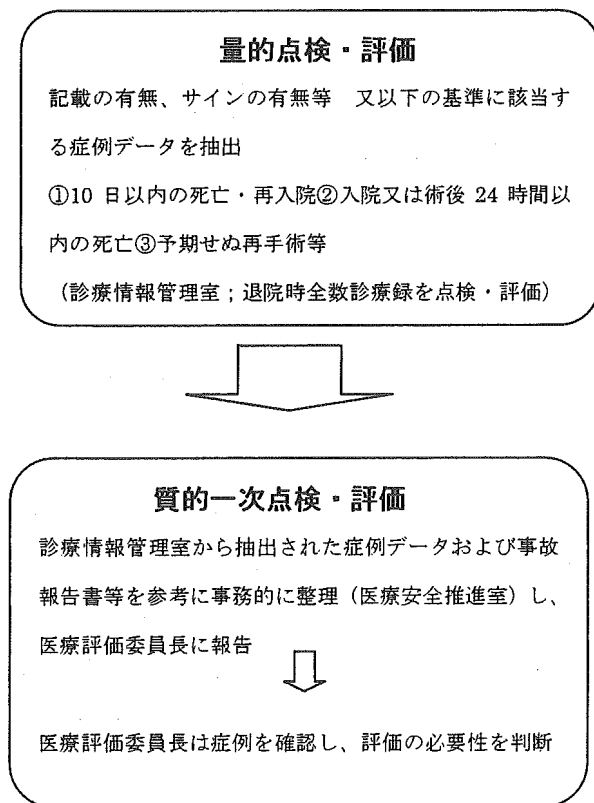 量的点検・評価
記載の有無、サインの有無等　又以下の基準に該当す
る症例データを抽出
①10 日以内の死亡・再入院②入院又は術後 24 時間以
内の死亡③予期せぬ再手術等
（診療情報管理室；退院時全数診療録を点検・評価）
質的一次点検・評価
診療情報管理室から抽出された症例データおよび事故
報告書等を参考に事務的に整理（医療安全推進室）し、
医療評価委員長に報告
医療評価委員長は症例を確認し、評価の必要性を判断